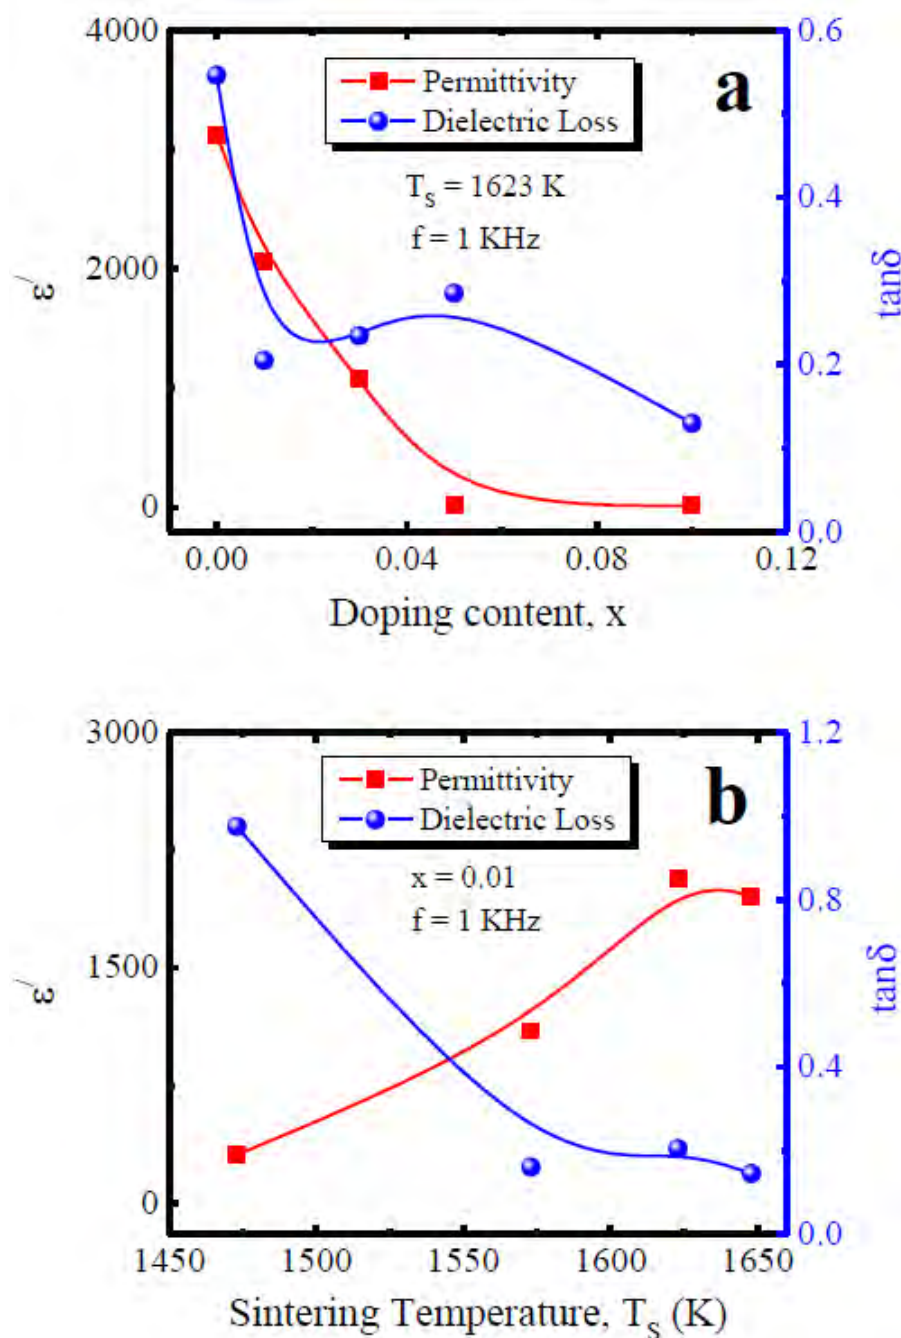 4000
2000
0
ε/
0.6
0.4
0.2
0.0
tanδ
Permittivity
Dielectric Loss
a
Ts = 1623 K
f = 1 KHz
0.00 0.04 0.08 0.12
Doping content, x
3000
1500
0
ε/
1.2
0.8
0.4
0.0
tanδ
Permittivity
Dielectric Loss
b
x = 0.01
f = 1 KHz
1450 1500 1550 1600 1650
Sintering Temperature, Ts (K)